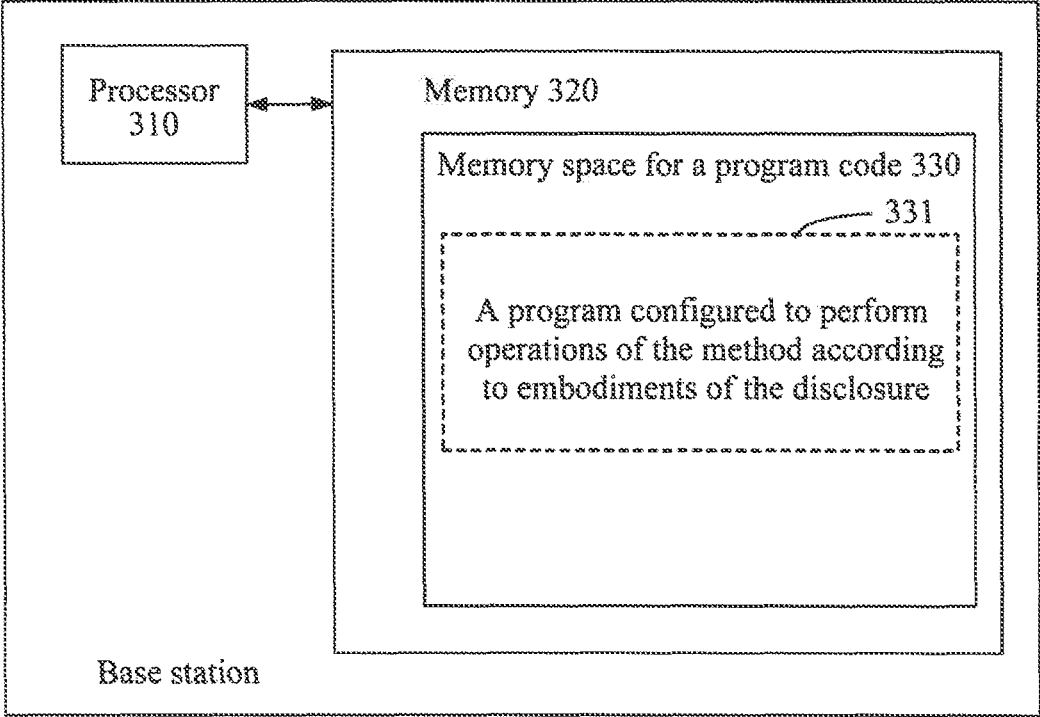 Processor
310
Memory 320
Memory space for a program code 330
331
A program configured to perform
operations of the method according
to embodiments of the disclosure
Base station